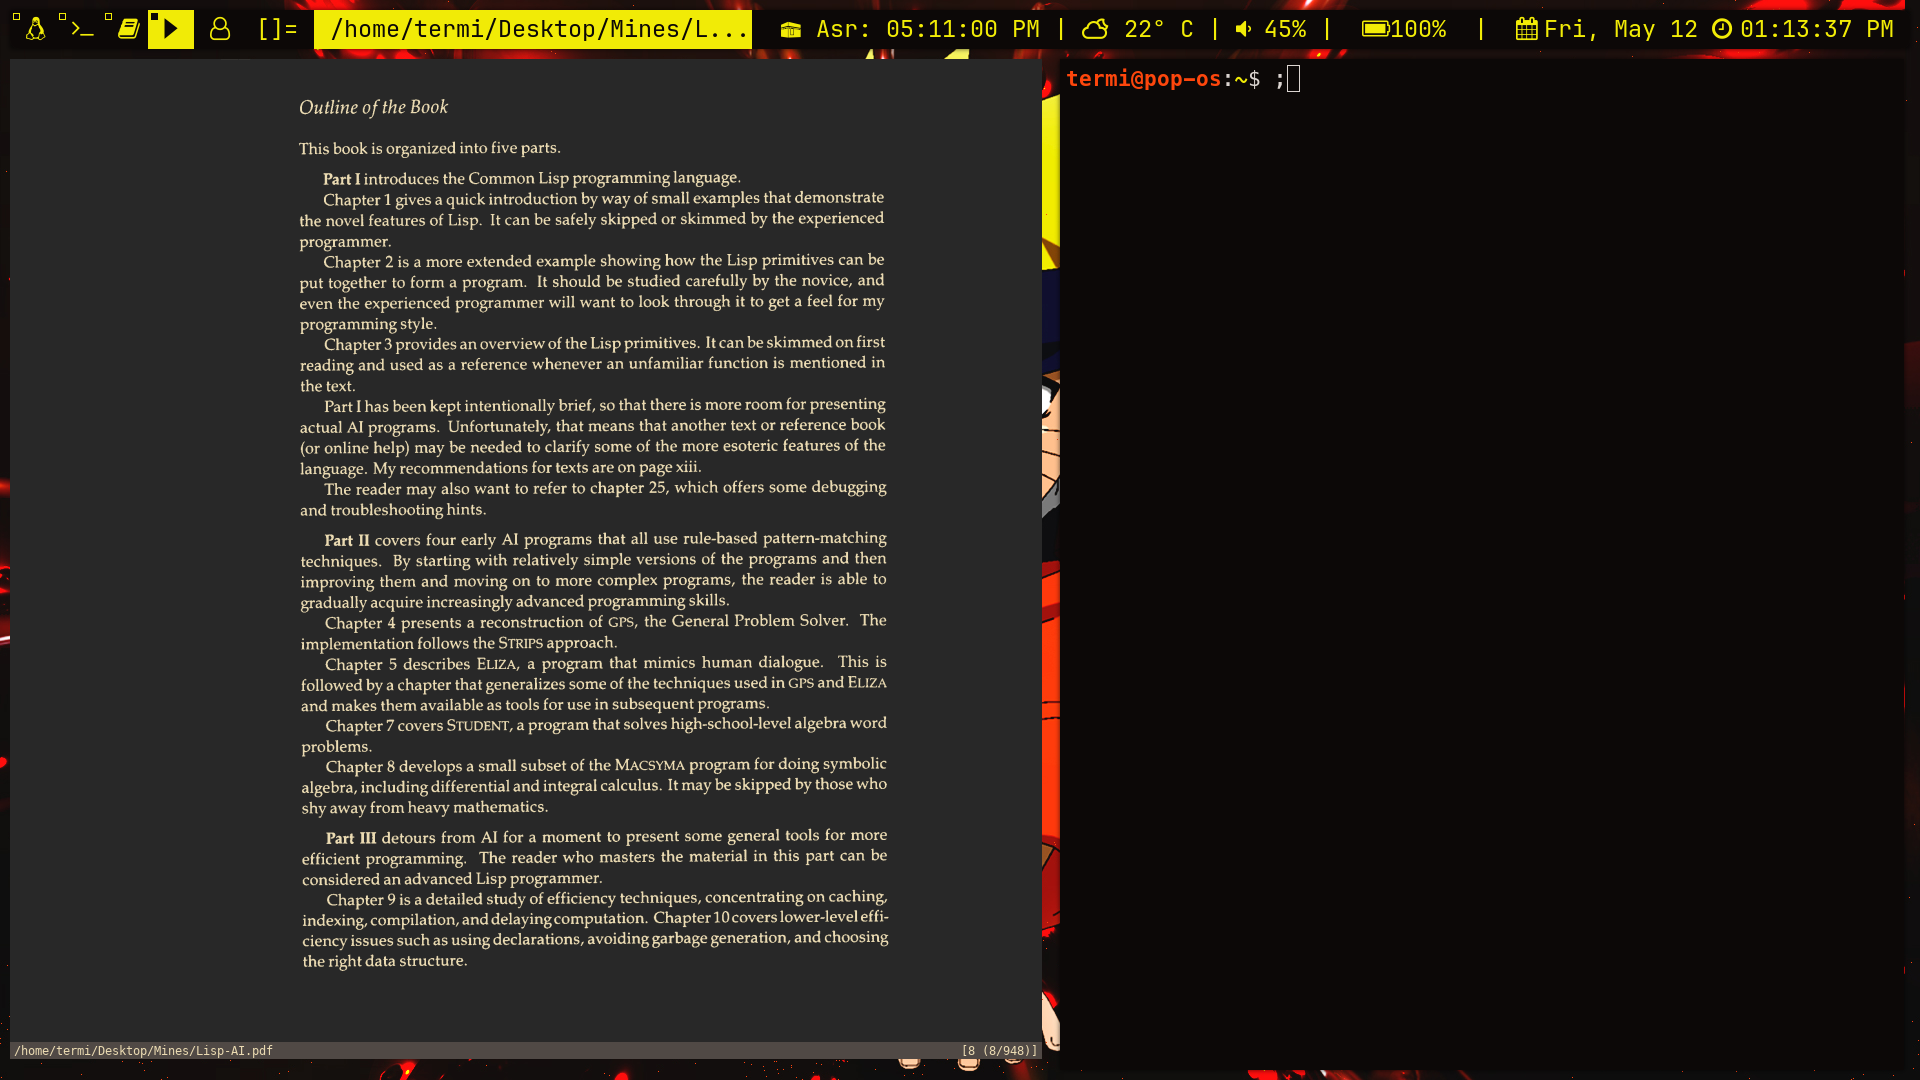 []=
/home/termi/Desktop/Mines/L...
Asr: 05:11:00 PM | 22° C | 45% | 100% | Fri, May 12 01:13:37 PM
Outline of the Book
This book is organized into five parts.
Part I introduces the Common Lisp programming language.
Chapter 1 gives a quick introduction by way of small examples that demonstrate
the novel features of Lisp. It can be safely skipped or skimmed by the experienced
programmer.
Chapter 2 is a more extended example showing how the Lisp primitives can be
put together to form a program. It should be studied carefully by the novice, and
even the experienced programmer will want to look through it to get a feel for my
programming style.
Chapter 3 provides an overview of the Lisp primitives. It can be skimmed on first
reading and used as a reference whenever an unfamiliar function is mentioned in
the text.
Part I has been kept intentionally brief, so that there is more room for presenting
actual AI programs. Unfortunately, that means that another text or reference book
(or online help) may be needed to clarify some of the more esoteric features of the
language. My recommendations for texts are on page xiii.
The reader may also want to refer to chapter 25, which offers some debugging
and troubleshooting hints.
Part II covers four early AI programs that all use rule-based pattern-matching
techniques. By starting with relatively simple versions of the programs and then
improving them and moving on to more complex programs, the reader is able to
gradually acquire increasingly advanced programming skills.
Chapter 4 presents a reconstruction of GPS, the General Problem Solver. The
implementation follows the STRIPS approach.
Chapter 5 describes ELIZA, a program that mimics human dialogue. This is
followed by a chapter that generalizes some of the techniques used in GPS and ELIZA
and makes them available as tools for use in subsequent programs.
Chapter 7 covers STUDENT, a program that solves high-school-level algebra word
problems.
Chapter 8 develops a small subset of the MACSYMA program for doing symbolic
algebra, including differential and integral calculus. It may be skipped by those who
shy away from heavy mathematics.
Part III detours from AI for a moment to present some general tools for more
efficient programming. The reader who masters the material in this part can be
considered an advanced Lisp programmer.
Chapter 9 is a detailed study of efficiency techniques, concentrating on caching,
indexing, compilation, and delaying computation. Chapter 10 covers lower-level effi-
ciency issues such as using declarations, avoiding garbage generation, and choosing
the right data structure.
/home/termi/Desktop/Mines/Lisp-AI.pdf
[8 (8/948)]
termi@pop-os:~$ ;